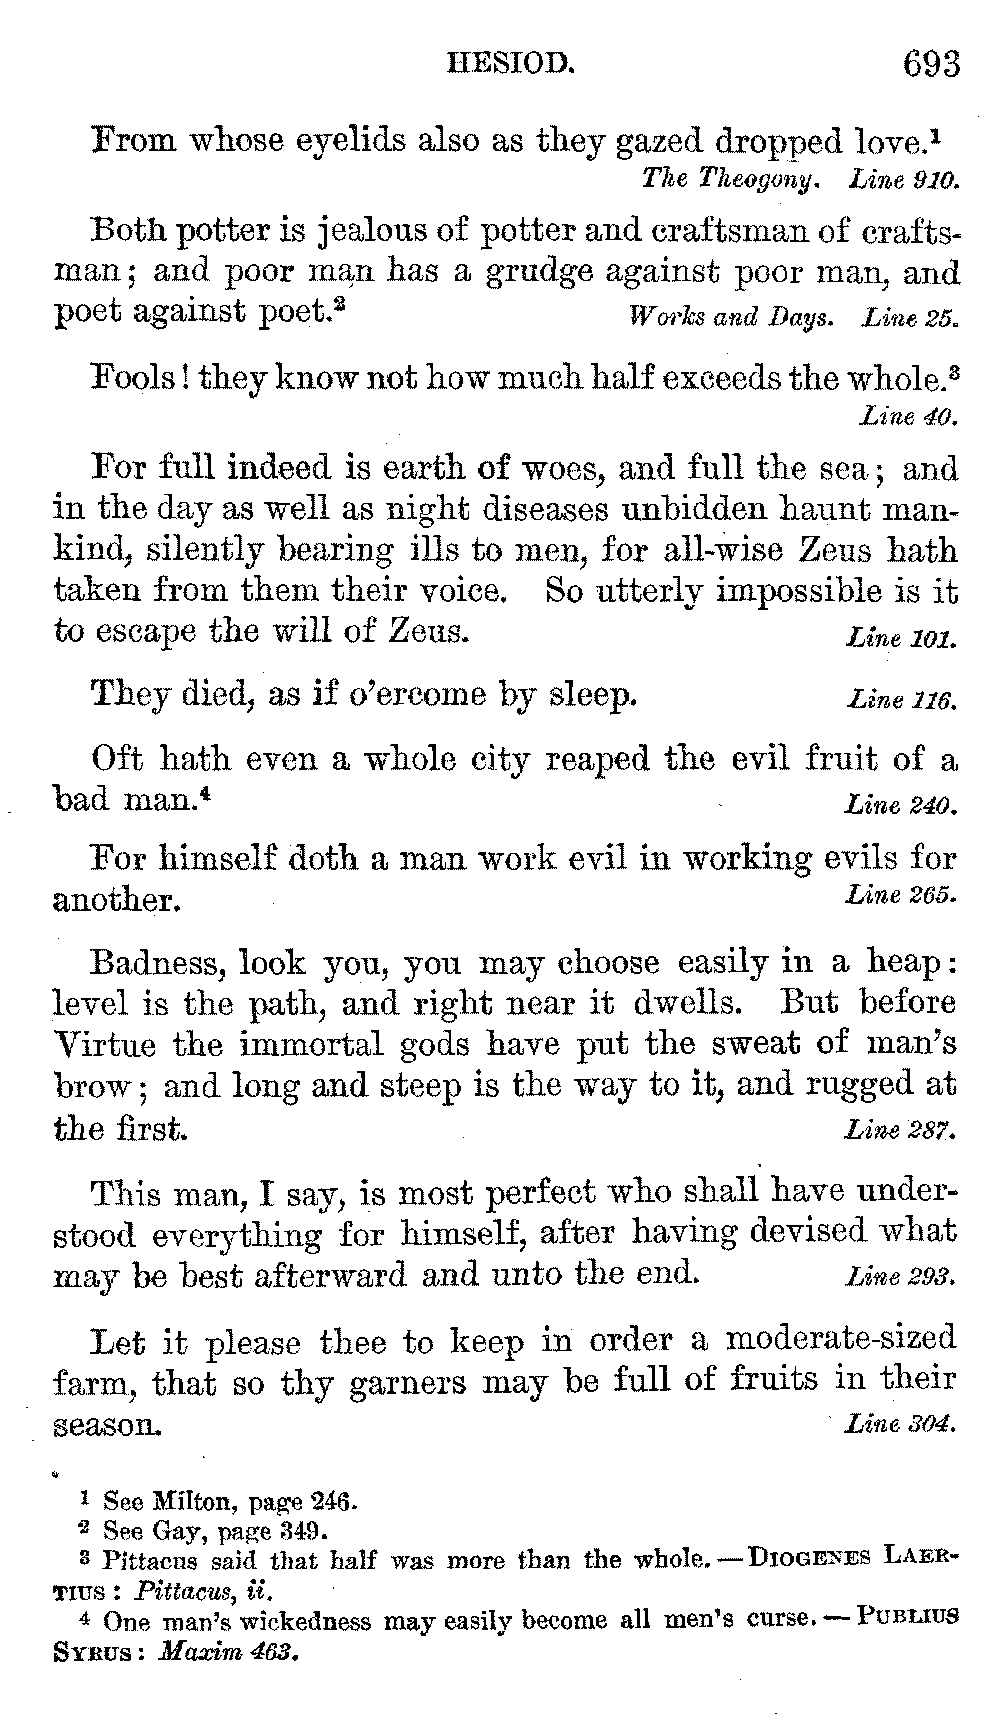 HESIOD. 693
From whose eyelids also as they gazed dropped love.¹
The Theogony. Line 910.
Both potter is jealous of potter and craftsman of crafts-
man; and poor man has a grudge against poor man, and
poet against poet.² Works and Days. Line 25.
Fools! they know not how much half exceeds the whole.³
Line 40.
For full indeed is earth of woes, and full the sea; and
in the day as well as night diseases unbidden haunt man-
kind, silently bearing ills to men, for all-wise Zeus hath
taken from them their voice. So utterly impossible is it
to escape the will of Zeus. Line 101.
They died, as if o'ercome by sleep. Line 116.
Oft hath even a whole city reaped the evil fruit of a
bad man.⁴ Line 240.
For himself doth a man work evil in working evils for
another. Line 265.
Badness, look you, you may choose easily in a heap:
level is the path, and right near it dwells. But before
Virtue the immortal gods have put the sweat of man's
brow; and long and steep is the way to it, and rugged at
the first. Line 287.
This man, I say, is most perfect who shall have under-
stood everything for himself, after having devised what
may be best afterward and unto the end. Line 293.
Let it please thee to keep in order a moderate-sized
farm, that so thy garners may be full of fruits in their
season. Line 304.
¹ See Milton, page 246.
² See Gay, page 349.
³ Pittacus said that half was more than the whole. — DIOGENES LAER-
TIUS: Pittacus, ii.
⁴ One man's wickedness may easily become all men's curse. — PUBLIUS
SYRUS: Maxim 463.